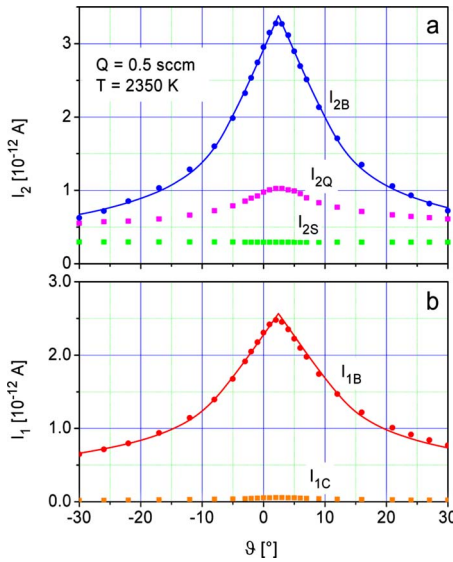 a
Q = 0.5 sccm
T = 2350 K
I2B
I2Q
I2S
I2 [10-12 A]
3
2
1
0
b
I1B
I1C
I1 [10-12 A]
1.0
2.0
1.0
0.0
-30 -20 -10 0 10 20 30
ϑ [°]